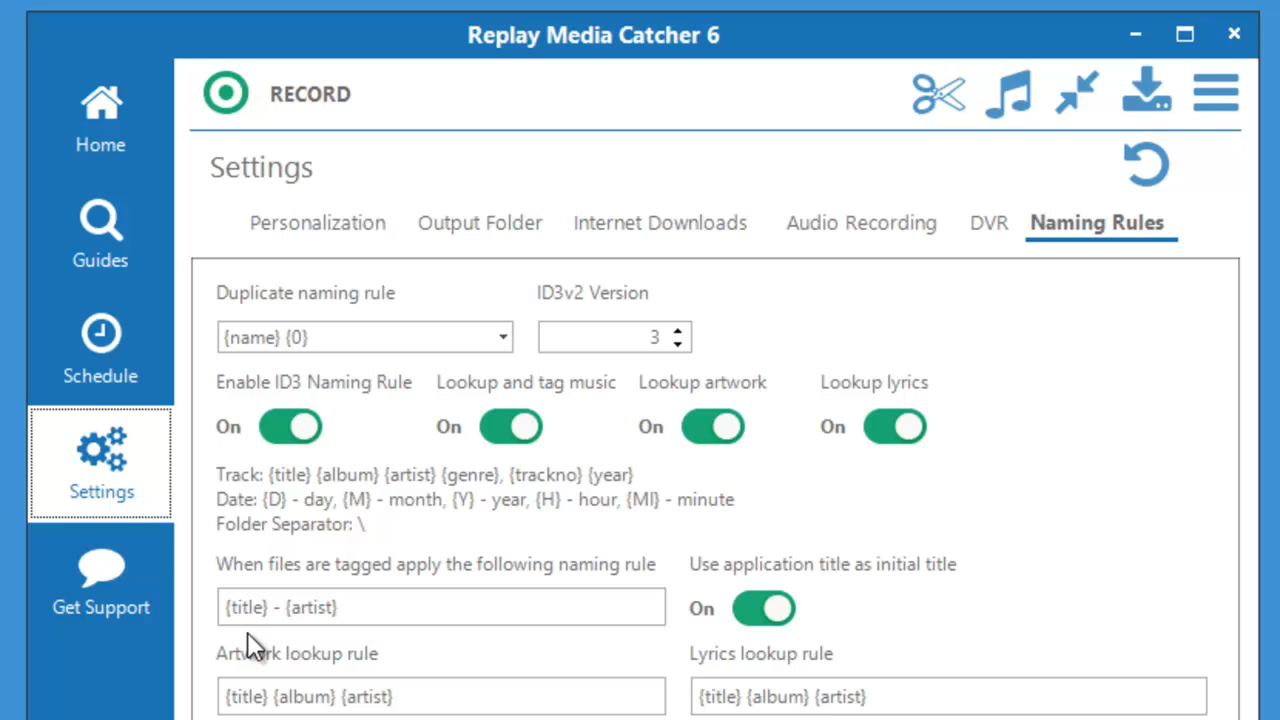 Replay Media Catcher 6
RECORD
Home
Guides
Schedule
Settings
Get Support
Settings
Personalization Output Folder Internet Downloads Audio Recording DVR Naming Rules
Duplicate naming rule ID3v2 Version
{name} {0} 3
Enable ID3 Naming Rule Lookup and tag music Lookup artwork Lookup lyrics
On On On On
Track: {title} {album} {artist} {genre}, {trackno} {year}
Date: {D} - day, {M} - month, {Y} - year, {H} - hour, {MI} - minute
Folder Separator: \
When files are tagged apply the following naming rule Use application title as initial title
{title} - {artist} On
Artwork lookup rule Lyrics lookup rule
{title} {album} {artist} {title} {album} {artist}